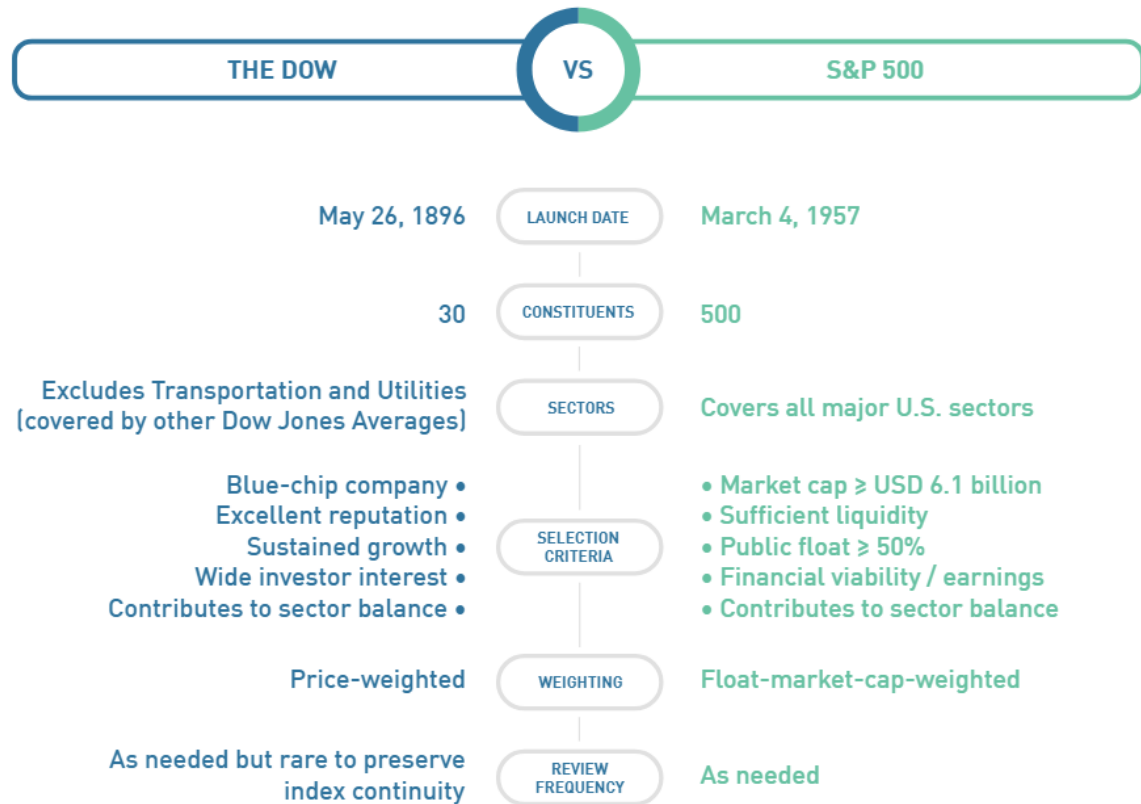 THE DOW
VS
S&P 500
May 26, 1896
LAUNCH DATE
March 4, 1957
30
CONSTITUENTS
500
Excludes Transportation and Utilities
(covered by other Dow Jones Averages)
SECTORS
Covers all major U.S. sectors
Blue-chip company •
Excellent reputation •
Sustained growth •
Wide investor interest •
Contributes to sector balance •
SELECTION
CRITERIA
• Market cap ≥ USD 6.1 billion
• Sufficient liquidity
• Public float ≥ 50%
• Financial viability / earnings
• Contributes to sector balance
Price-weighted
WEIGHTING
Float-market-cap-weighted
As needed but rare to preserve
index continuity
REVIEW
FREQUENCY
As needed